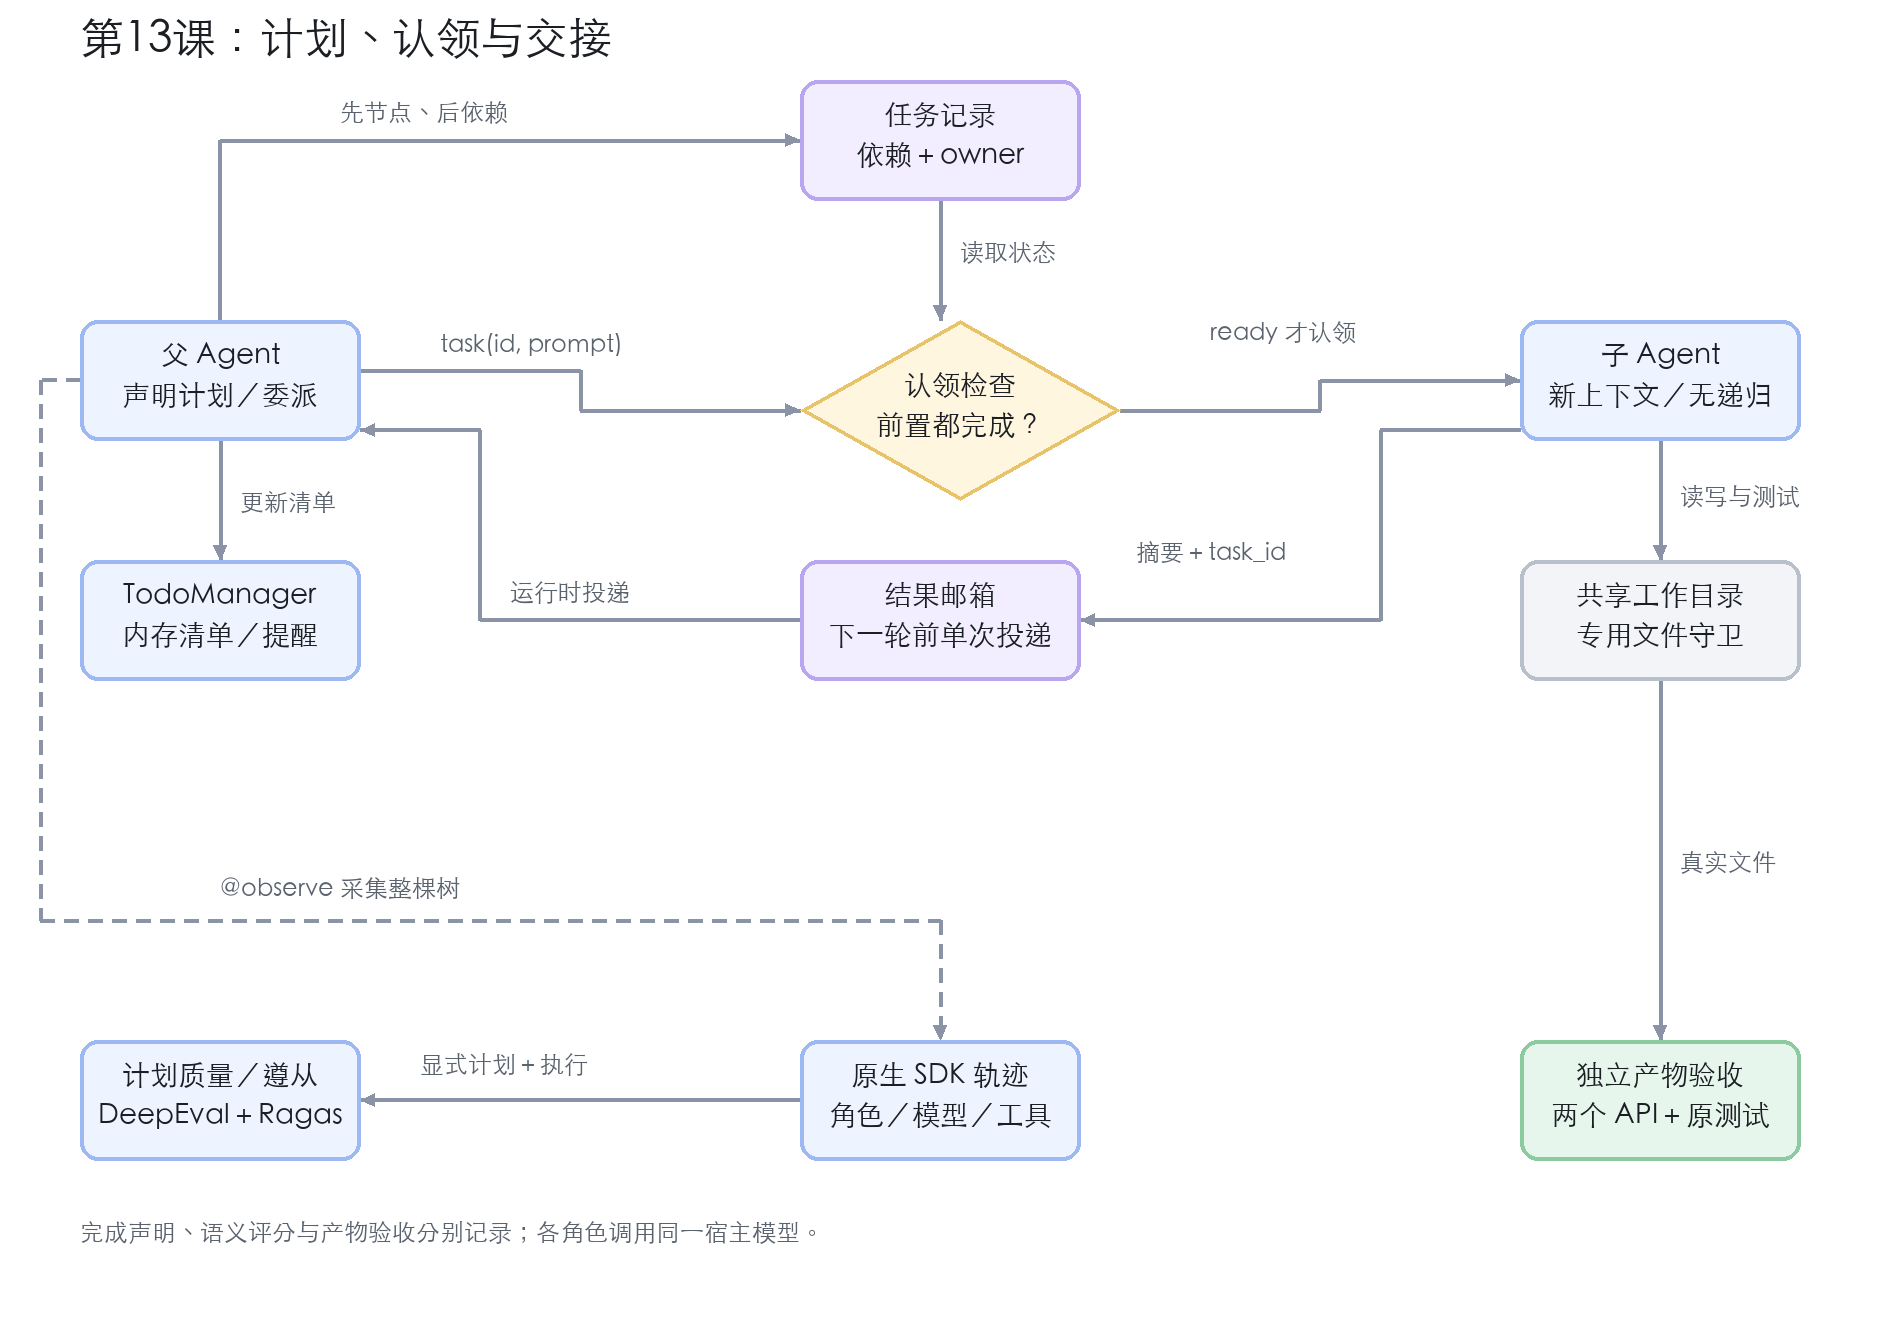 第13课：计划、认领与交接
先节点、后依赖
任务记录
依赖 + owner
读取状态
父 Agent
声明计划／委派
task(id, prompt)
认领检查
前置都完成？
ready 才认领
子 Agent
新上下文／无递归
更新清单
读写与测试
TodoManager
内存清单／提醒
运行时投递
结果邮箱
下一轮前单次投递
摘要 + task_id
共享工作目录
专用文件守卫
真实文件
@observe 采集整棵树
计划质量／遵从
DeepEval + Ragas
显式计划 + 执行
原生 SDK 轨迹
角色／模型／工具
独立产物验收
两个 API + 原测试
完成声明、语义评分与产物验收分别记录；各角色调用同一宿主模型。